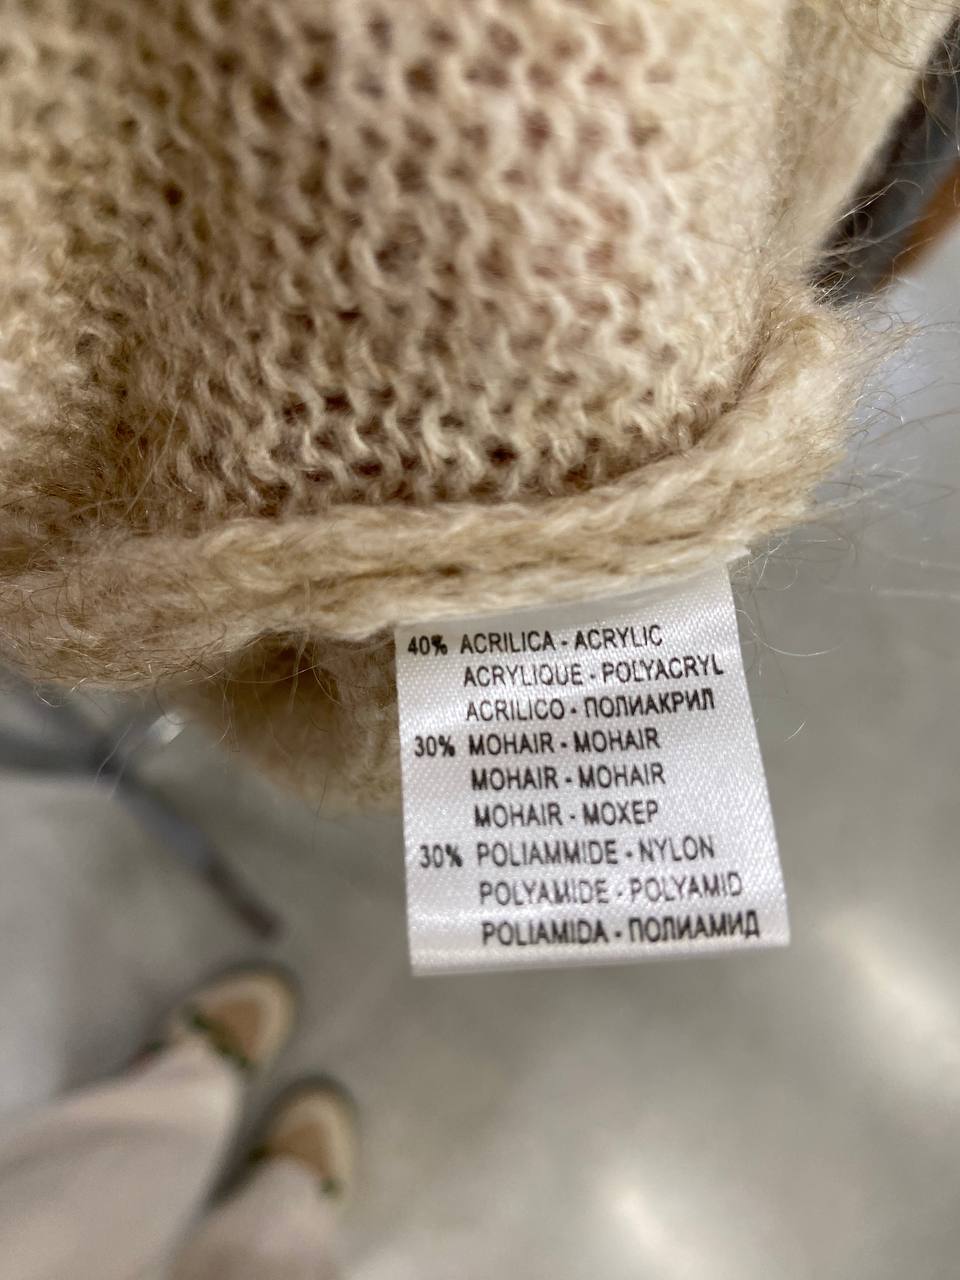 40% ACRILICA - ACRYLIC
ACRYLIQUE - POLYACRYL
ACRILICO - ПОЛИАКРИЛ
30% MOHAIR - MOHAIR
MOHAIR - MOHAIR
MOHAIR - МОХЕР
30% POLIAMMIDE - NYLON
POLYAMIDE - POLYAMID
POLIAMIDA - ПОЛИАМИД